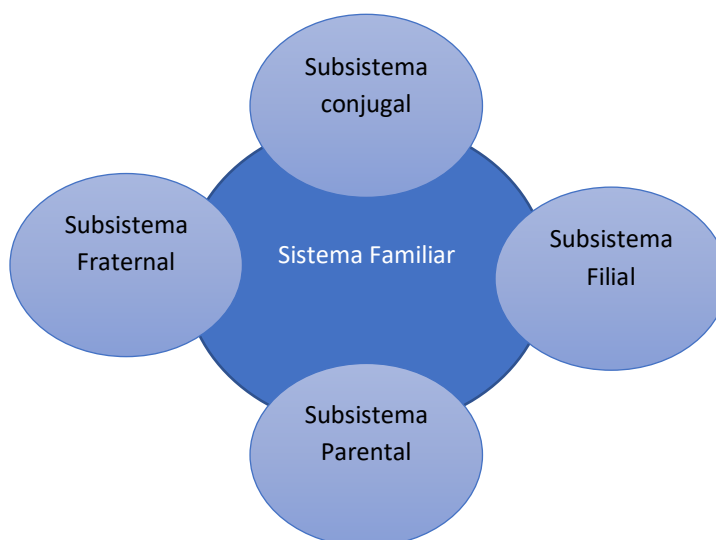 Subsistema
conjugal
Subsistema
Fraternal
Sistema Familiar
Subsistema
Filial
Subsistema
Parental